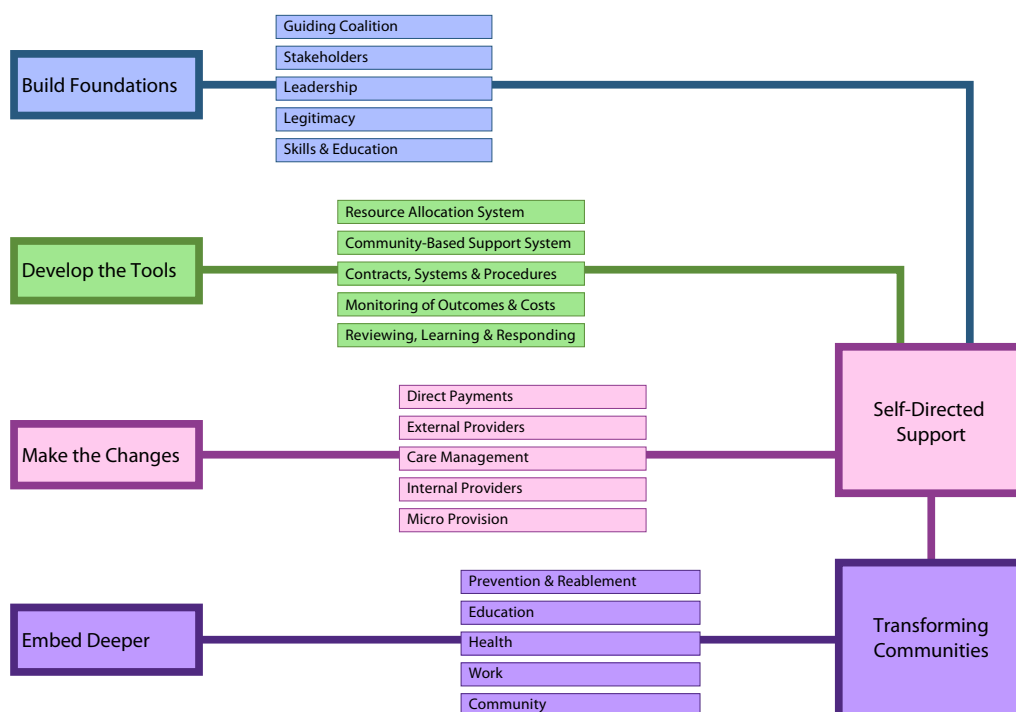 Build Foundations
Guiding Coalition
Stakeholders
Leadership
Legitimacy
Skills & Education
Develop the Tools
Resource Allocation System
Community-Based Support System
Contracts, Systems & Procedures
Monitoring of Outcomes & Costs
Reviewing, Learning & Responding
Make the Changes
Direct Payments
External Providers
Care Management
Internal Providers
Micro Provision
Self-Directed
Support
Embed Deeper
Prevention & Reablement
Education
Health
Work
Community
Transforming
Communities